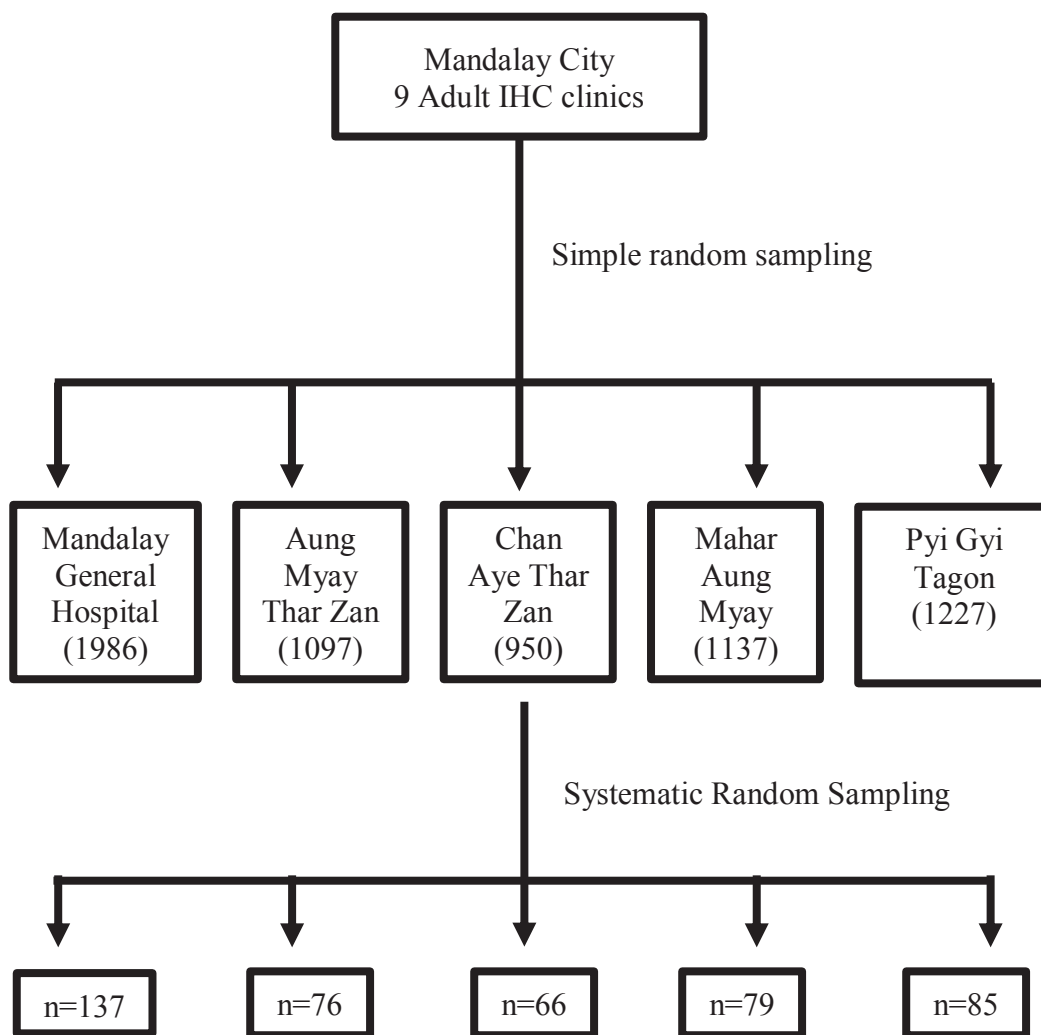 Mandalay City
9 Adult IHC clinics
Simple random sampling
Mandalay
General
Hospital
(1986)
Aung
Myay
Thar Zan
(1097)
Chan
Aye Thar
Zan
(950)
Mahar
Aung
Myay
(1137)
Pyi Gyi
Tagon
(1227)
Systematic Random Sampling
n=137
n=76
n=66
n=79
n=85